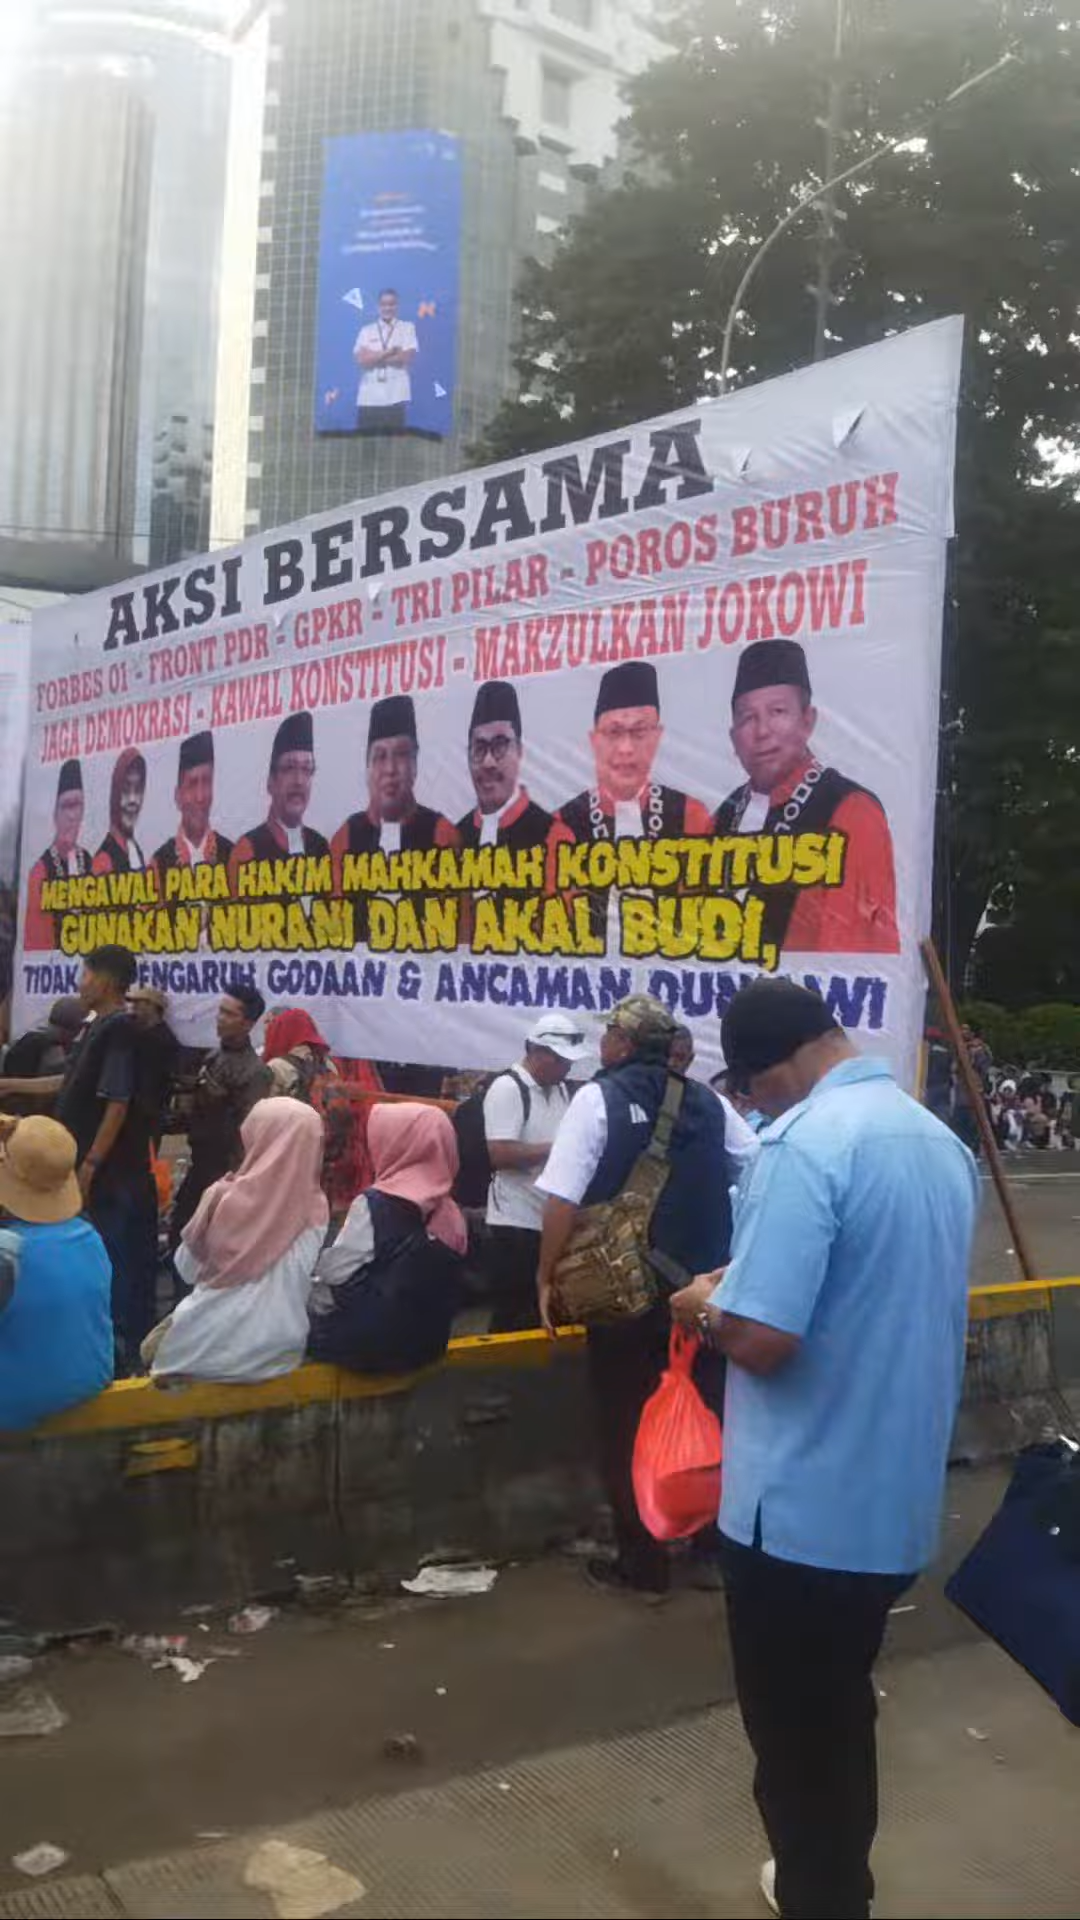 AKSI BERSAMA
FORBES 01 - FRONT PDR - GPKR - TRI PILAR - POROS BURUH
JAGA DEMOKRASI - KAWAL KONSTITUSI - MAKZULKAN JOKOWI
MENGAWAL PARA HAKIM MAHKAMAH KONSTITUSI
GUNAKAN NURANI DAN AKAL BUDI,
TIDAK PENGARUH GODAAN & ANCAMAN